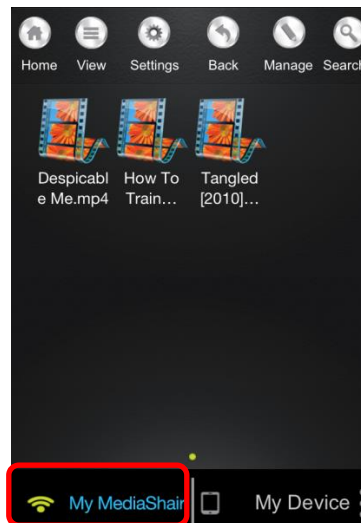 Home View Settings Back Manage Search
Despicabl How To Tangled
e Me.mp4 Train... [2010]...
My MediaShair My Device